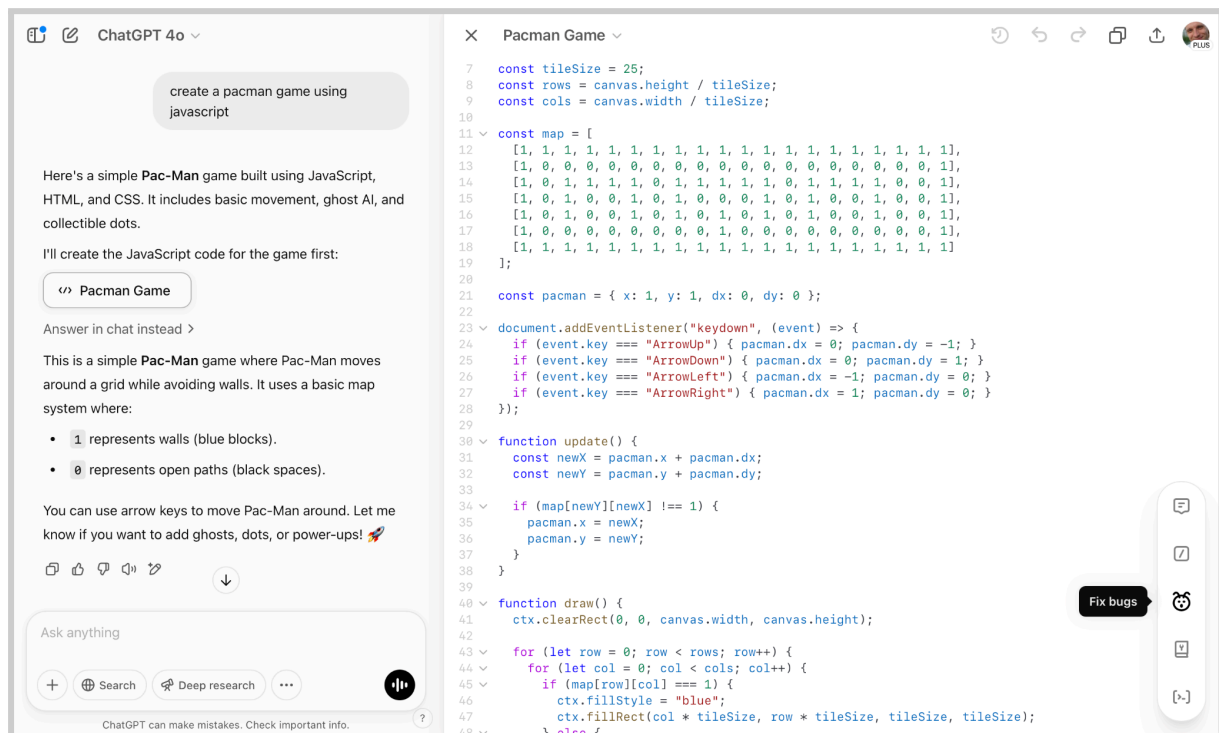 ChatGPT 4o
create a pacman game using
javascript
Here's a simple Pac-Man game built using JavaScript,
HTML, and CSS. It includes basic movement, ghost AI, and
collectible dots.
I'll create the JavaScript code for the game first:
Pacman Game
Answer in chat instead >
This is a simple Pac-Man game where Pac-Man moves
around a grid while avoiding walls. It uses a basic map
system where:
• 1 represents walls (blue blocks).
• 0 represents open paths (black spaces).
You can use arrow keys to move Pac-Man around. Let me
know if you want to add ghosts, dots, or power-ups! 🚀
Ask anything
Search
Deep research
ChatGPT can make mistakes. Check important info.
?
Pacman Game
PLUS
7 const tileSize = 25;
8 const rows = canvas.height / tileSize;
9 const cols = canvas.width / tileSize;
10
11 const map = [
12 [1, 1, 1, 1, 1, 1, 1, 1, 1, 1, 1, 1, 1, 1, 1, 1, 1, 1, 1, 1],
13 [1, 0, 0, 0, 0, 0, 0, 0, 0, 0, 0, 0, 0, 0, 0, 0, 0, 0, 0, 1],
14 [1, 0, 1, 1, 1, 1, 0, 1, 1, 1, 1, 1, 0, 1, 1, 1, 1, 0, 0, 1],
15 [1, 0, 1, 0, 0, 1, 0, 1, 0, 0, 0, 1, 0, 1, 0, 0, 1, 0, 0, 1],
16 [1, 0, 1, 0, 0, 1, 0, 1, 0, 1, 0, 1, 0, 1, 0, 0, 1, 0, 0, 1],
17 [1, 0, 0, 0, 0, 0, 0, 0, 0, 1, 0, 0, 0, 0, 0, 0, 0, 0, 0, 1],
18 [1, 1, 1, 1, 1, 1, 1, 1, 1, 1, 1, 1, 1, 1, 1, 1, 1, 1, 1, 1]
19 ];
20
21 const pacman = { x: 1, y: 1, dx: 0, dy: 0 };
22
23 document.addEventListener("keydown", (event) => {
24 if (event.key === "ArrowUp") { pacman.dx = 0; pacman.dy = -1; }
25 if (event.key === "ArrowDown") { pacman.dx = 0; pacman.dy = 1; }
26 if (event.key === "ArrowLeft") { pacman.dx = -1; pacman.dy = 0; }
27 if (event.key === "ArrowRight") { pacman.dx = 1; pacman.dy = 0; }
28 });
29
30 function update() {
31 const newX = pacman.x + pacman.dx;
32 const newY = pacman.y + pacman.dy;
33
34 if (map[newY][newX] !== 1) {
35 pacman.x = newX;
36 pacman.y = newY;
37 }
38 }
39
40 function draw() {
41 ctx.clearRect(0, 0, canvas.width, canvas.height);
42
43 for (let row = 0; row < rows; row++) {
44 for (let col = 0; col < cols; col++) {
45 if (map[row][col] === 1) {
46 ctx.fillStyle = "blue";
47 ctx.fillRect(col * tileSize, row * tileSize, tileSize, tileSize);
48 } else {
Fix bugs